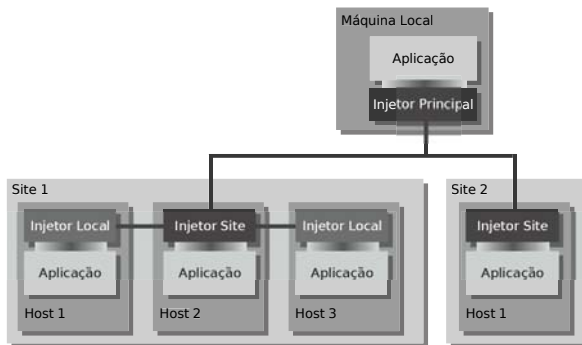 Máquina Local
Aplicação
Injetor Principal
Site 1
Site 2
Injetor Local
Injetor Site
Injetor Local
Injetor Site
Aplicação
Aplicação
Aplicação
Aplicação
Host 1
Host 2
Host 3
Host 1